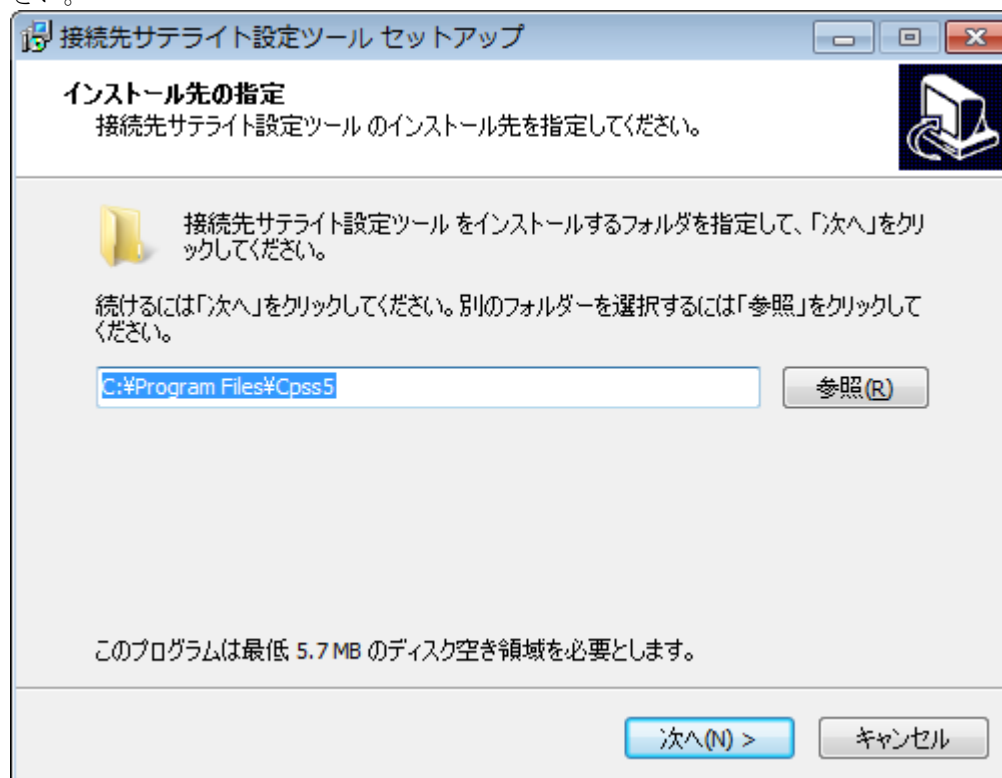 さい。
接続先サテライト設定ツール セットアップ
インストール先の指定
接続先サテライト設定ツール のインストール先を指定してください。
接続先サテライト設定ツール をインストールするフォルダを指定して、「次へ」をクリ
ックしてください。
続けるには「次へ」をクリックしてください。別のフォルダーを選択するには「参照」をクリックして
ください。
C:¥Program Files¥Cpss5
参照(R)
このプログラムは最低 5.7 MB のディスク空き領域を必要とします。
次へ(N) >
キャンセル